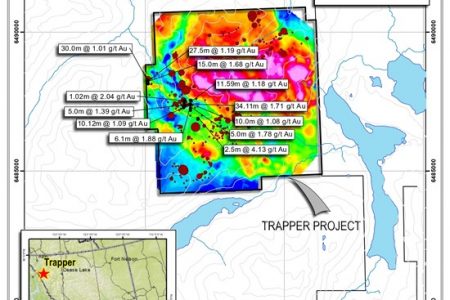 6490000
6490000
30.0m @ 1.01 g/t Au
27.5m @ 1.19 g/t Au
15.0m @ 1.68 g/t Au
11.59m @ 1.18 g/t Au
1.02m @ 2.04 g/t Au
34.11m @ 1.71 g/t Au
5.0m @ 1.39 g/t Au
10.0m @ 1.08 g/t Au
10.12m @ 1.09 g/t Au
5.0m @ 1.78 g/t Au
6.1m @ 1.88 g/t Au
2.5m @ 4.13 g/t Au
6485000
6485000
TRAPPER PROJECT
Trapper
Fort Nelson
Dease Lake